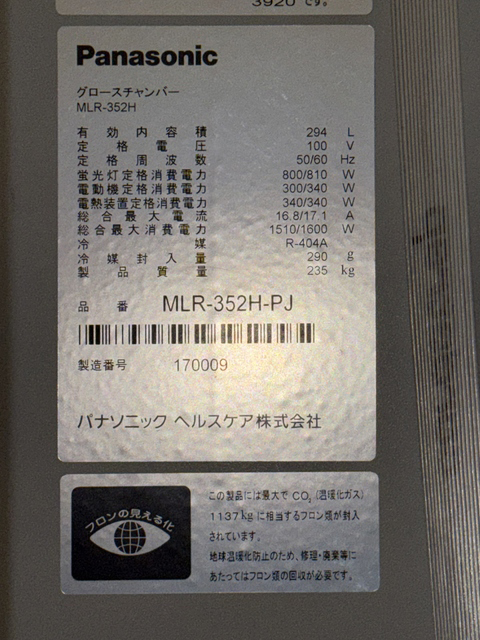 3920 です。
Panasonic
グロースチャンバー
MLR-352H
有効内容積 294 L
定格電圧 100 V
定格周波数 50/60 Hz
蛍光灯定格消費電力 800/810 W
電動機定格消費電力 300/340 W
電熱装置定格消費電力 340/340 W
総合最大電流 16.8/17.1 A
総合最大消費電力 1510/1600 W
冷媒 R-404A
冷媒封入量 290 g
製品質量 235 kg
品番 MLR-352H-PJ
製造番号 170009
パナソニック ヘルスケア株式会社
フロンの見える化
この製品には最大で CO₂ (温暖化ガス)
1137kg に相当するフロン類が封入
されています。
地球温暖化防止のため、修理・廃棄等に
あたってはフロン類の回収が必要です。